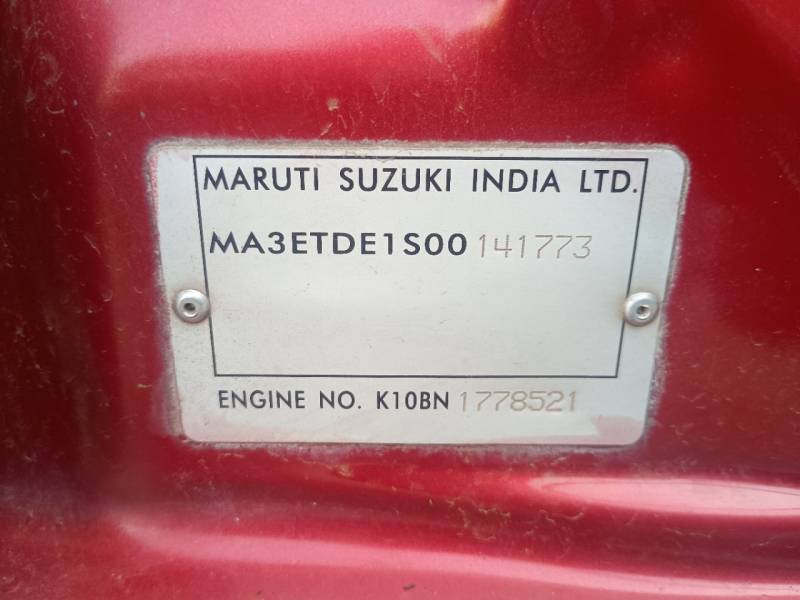 MARUTI SUZUKI INDIA LTD.
MA3ETDE1S00141773
ENGINE NO. K10BN1778521